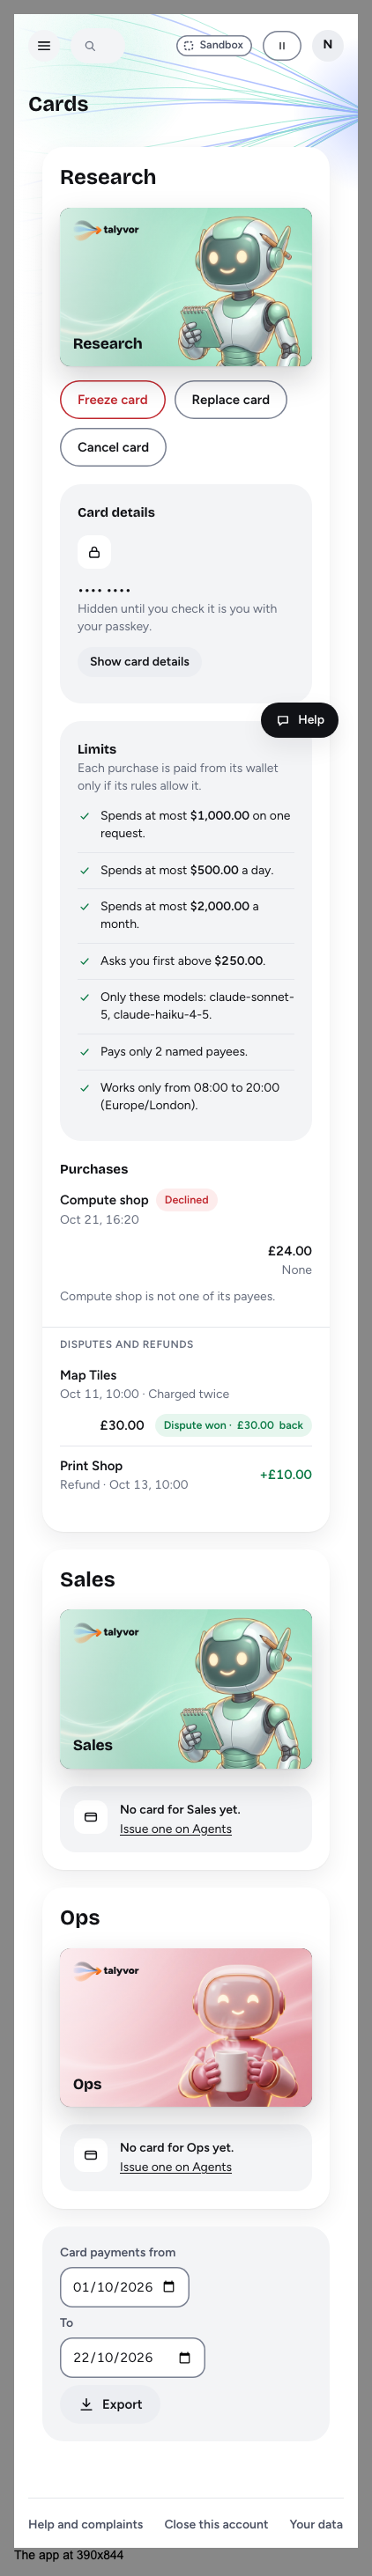 Sandbox
N
Cards
Research
talyvor
Research
Freeze card
Replace card
Cancel card
Card details
•••• ••••
Hidden until you check it is you with
your passkey.
Show card details
Help
Limits
Each purchase is paid from its wallet
only if its rules allow it.
Spends at most $1,000.00 on one
request.
Spends at most $500.00 a day.
Spends at most $2,000.00 a
month.
Asks you first above $250.00.
Only these models: claude-sonnet-
5, claude-haiku-4-5.
Pays only 2 named payees.
Works only from 08:00 to 20:00
(Europe/London).
Purchases
Compute shop Declined
Oct 21, 16:20
£24.00
None
Compute shop is not one of its payees.
DISPUTES AND REFUNDS
Map Tiles
Oct 11, 10:00 · Charged twice
£30.00 Dispute won · £30.00 back
Print Shop
Refund · Oct 13, 10:00
+£10.00
Sales
talyvor
Sales
No card for Sales yet.
Issue one on Agents
Ops
talyvor
Ops
No card for Ops yet.
Issue one on Agents
Card payments from
01/10/2026
To
22/10/2026
Export
Help and complaints
Close this account
Your data
The app at 390x844